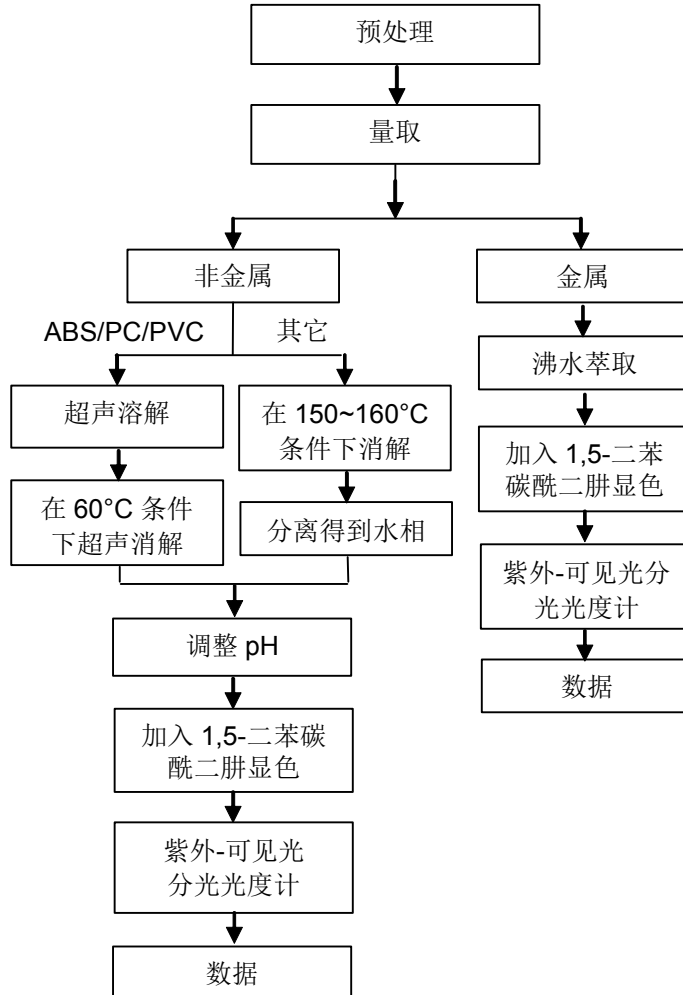 预处理
量取
非金属
金属
ABS/PC/PVC
其它
超声溶解
在 60°C 条件
下超声消解
在 150~160°C
条件下消解
分离得到水相
调整 pH
加入 1,5-二苯碳
酰二肼显色
紫外-可见光
分光光度计
数据
沸水萃取
加入 1,5-二苯
碳酰二肼显色
紫外-可见光分
光光度计
数据